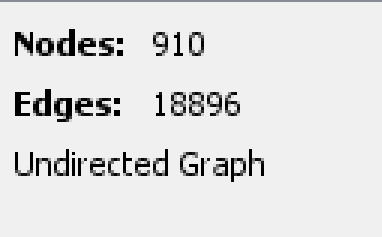 Nodes: 910
Edges: 18896
Undirected Graph